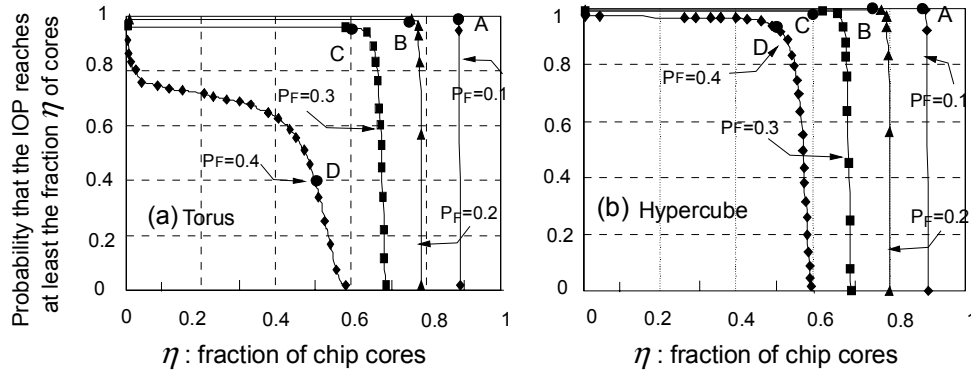 Probability that the IOP reaches
at least the fraction η of cores
1
0.8
0.6
0.4
0.2
0
0
0.2
0.4
0.6
0.8
1
A
B
C
D
PF=0.1
PF=0.3
PF=0.4
PF=0.2
(a) Torus
η : fraction of chip cores
1
0.8
0.6
0.4
0.2
0
0
0.2
0.4
0.6
0.8
1
A
B
C
D
PF=0.4
PF=0.1
PF=0.3
PF=0.2
(b) Hypercube
η : fraction of chip cores